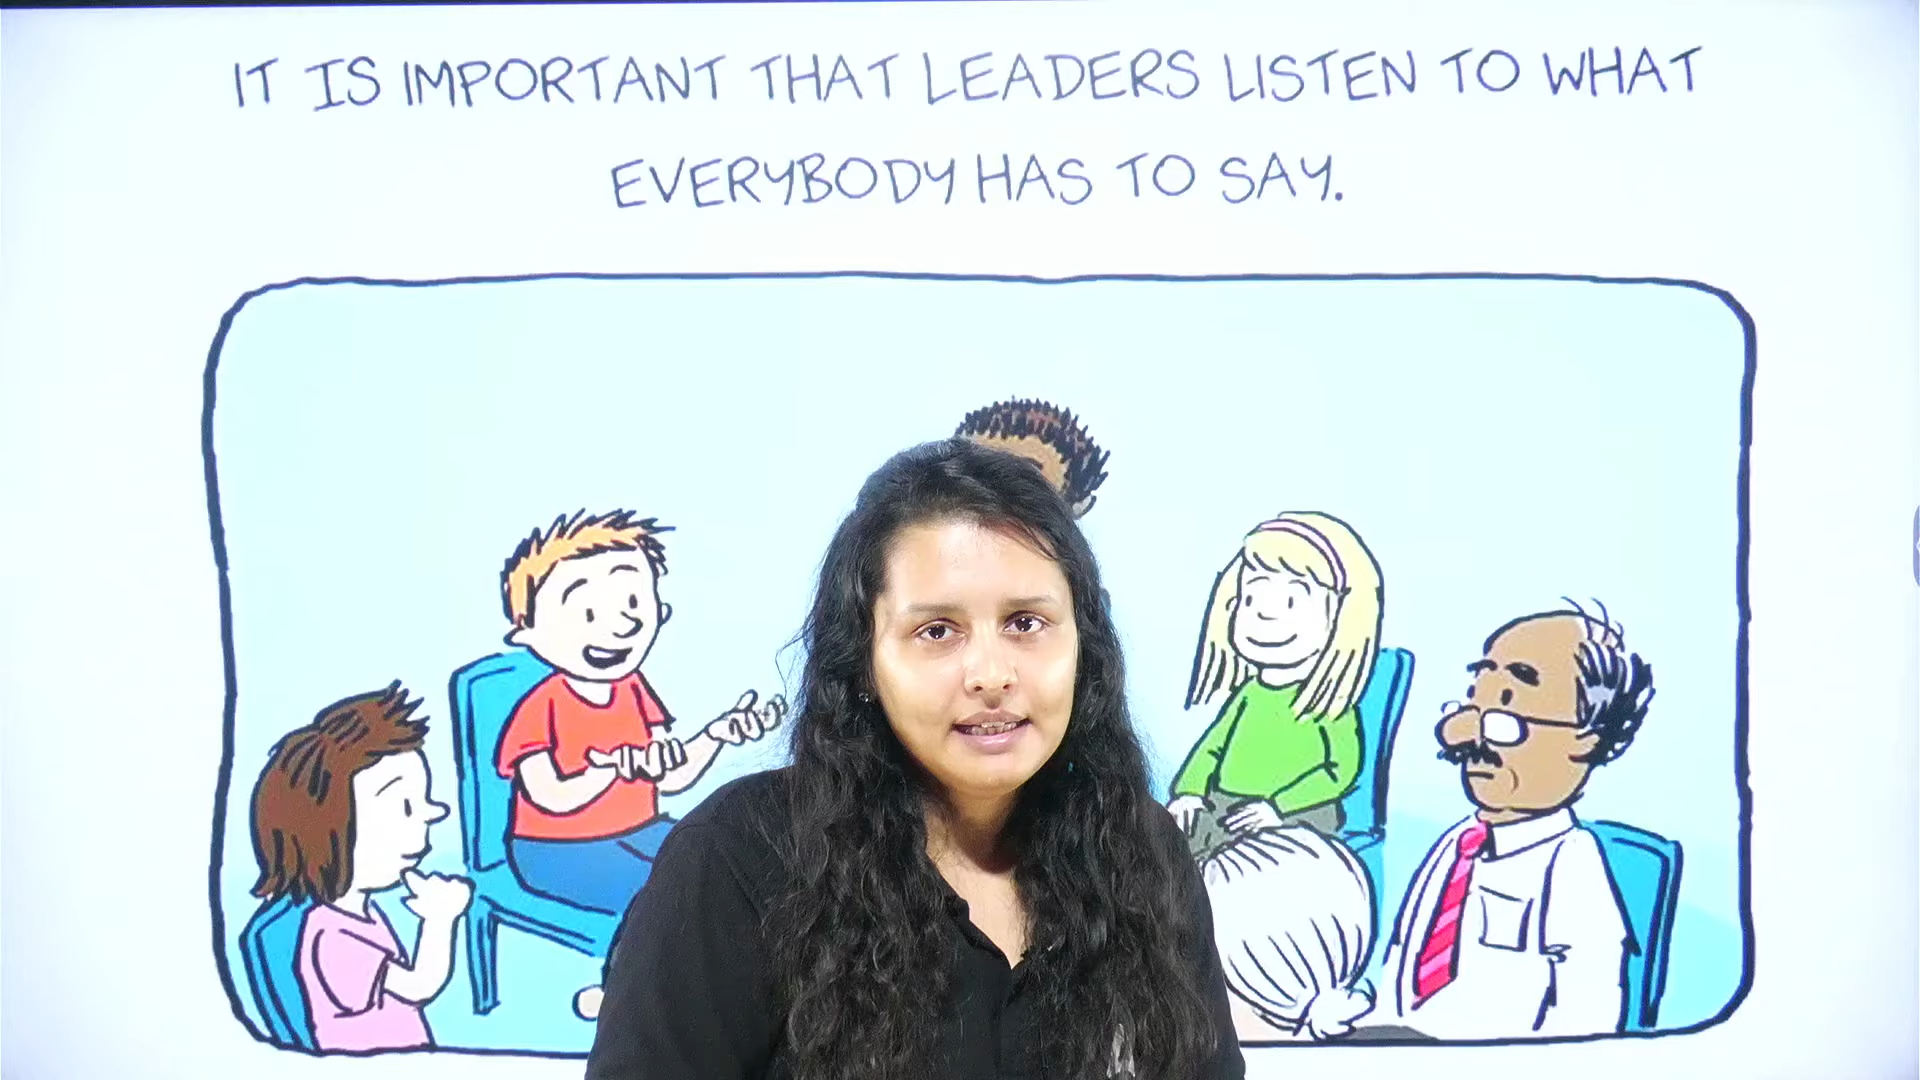 IT IS IMPORTANT THAT LEADERS LISTEN TO WHAT
EVERYBODY HAS TO SAY.